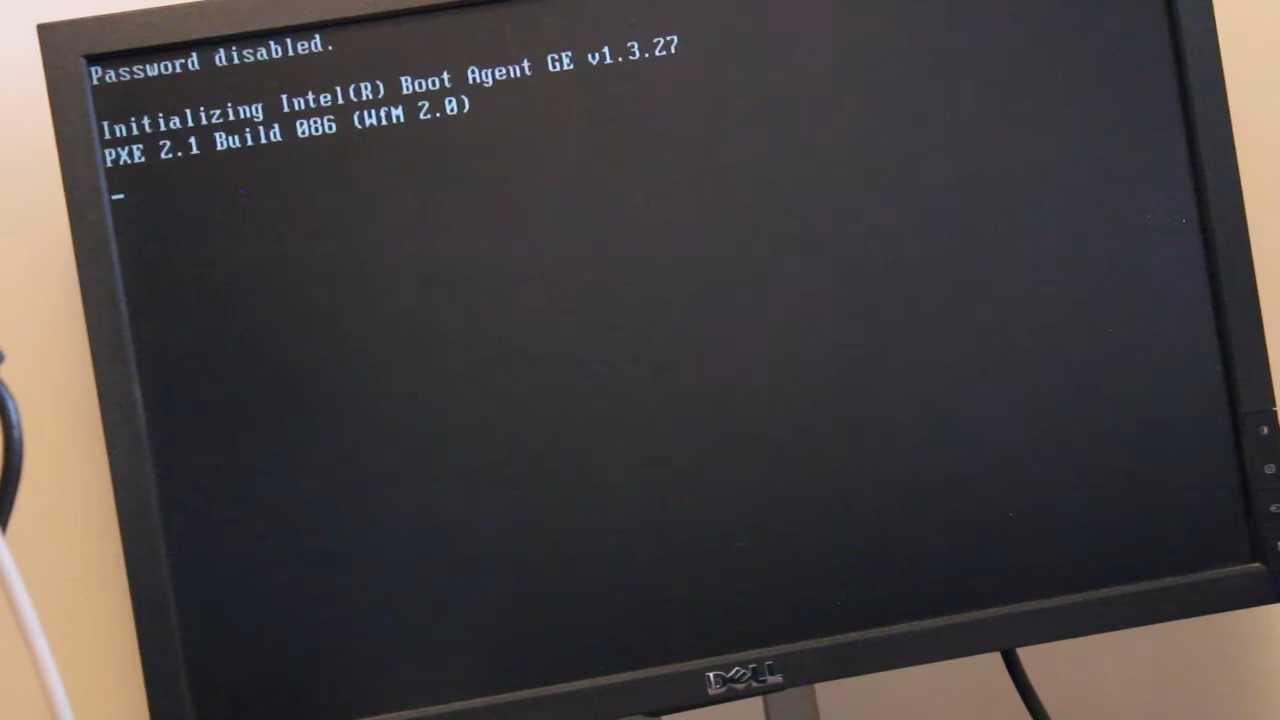 Password disabled.
Initializing Intel(R) Boot Agent GE v1.3.27
PXE 2.1 Build 086 (WfM 2.0)
DELL